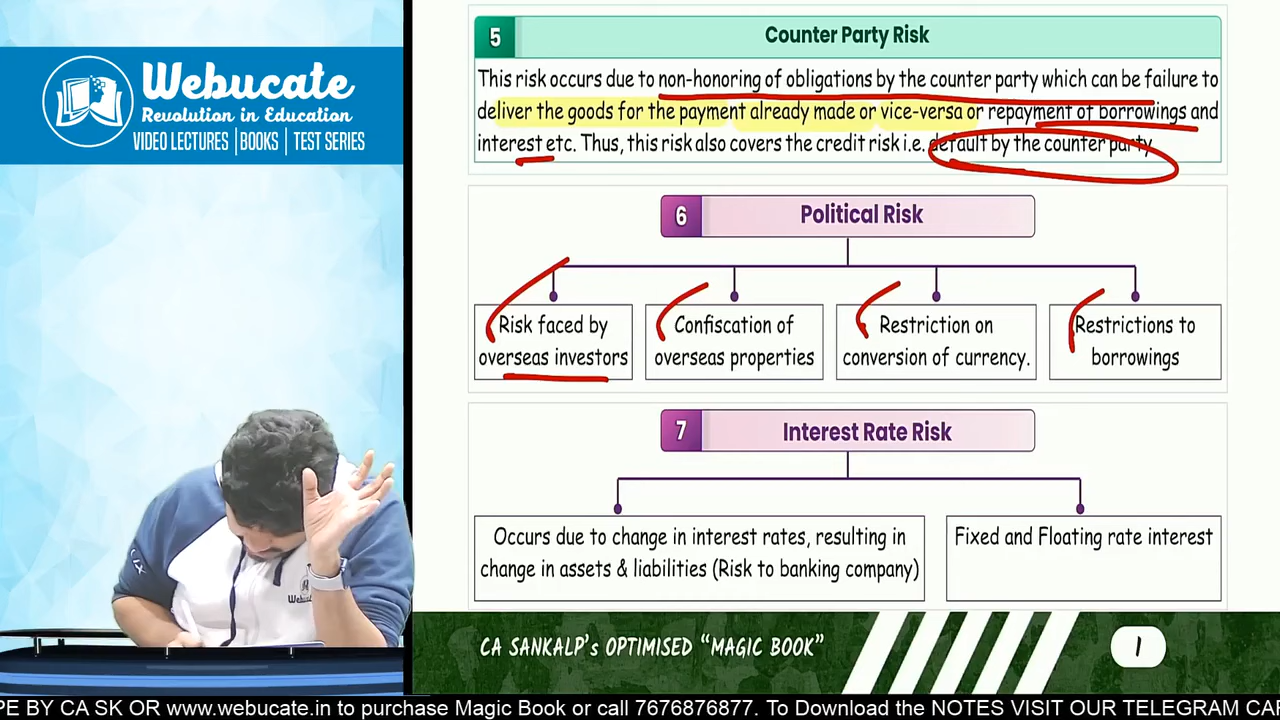 Webucate
Revolution in Education
VIDEO LECTURES | BOOKS | TEST SERIES
5
Counter Party Risk
This risk occurs due to non-honoring of obligations by the counter party which can be failure to
deliver the goods for the payment already made or vice-versa or repayment of borrowings and
interest etc. Thus, this risk also covers the credit risk i.e. default by the counter party
6
Political Risk
Risk faced by
overseas investors
Confiscation of
overseas properties
Restriction on
conversion of currency.
Restrictions to
borrowings
7
Interest Rate Risk
Occurs due to change in interest rates, resulting in
change in assets & liabilities (Risk to banking company)
Fixed and Floating rate interest
CA SANKALP's OPTIMISED "MAGIC BOOK"
1
PE BY CA SK OR www.webucate.in to purchase Magic Book or call 7676876877. To Download the NOTES VISIT OUR TELEGRAM